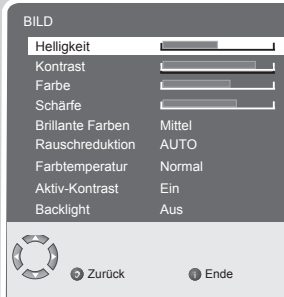 BILD
Helligkeit
Kontrast
Farbe
Schärfe
Brillante Farben Mittel
Rauschreduktion AUTO
Farbtemperatur Normal
Aktiv-Kontrast Ein
Backlight Aus
Zurück Ende